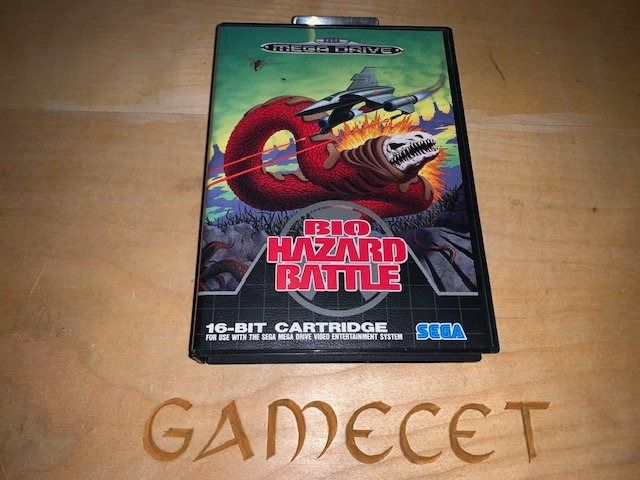 SEGA
MEGA DRIVE
BIO
HAZARD
BATTLE
16-BIT CARTRIDGE
FOR USE WITH THE SEGA MEGA DRIVE VIDEO ENTERTAINMENT SYSTEM
SEGA
GAMECET